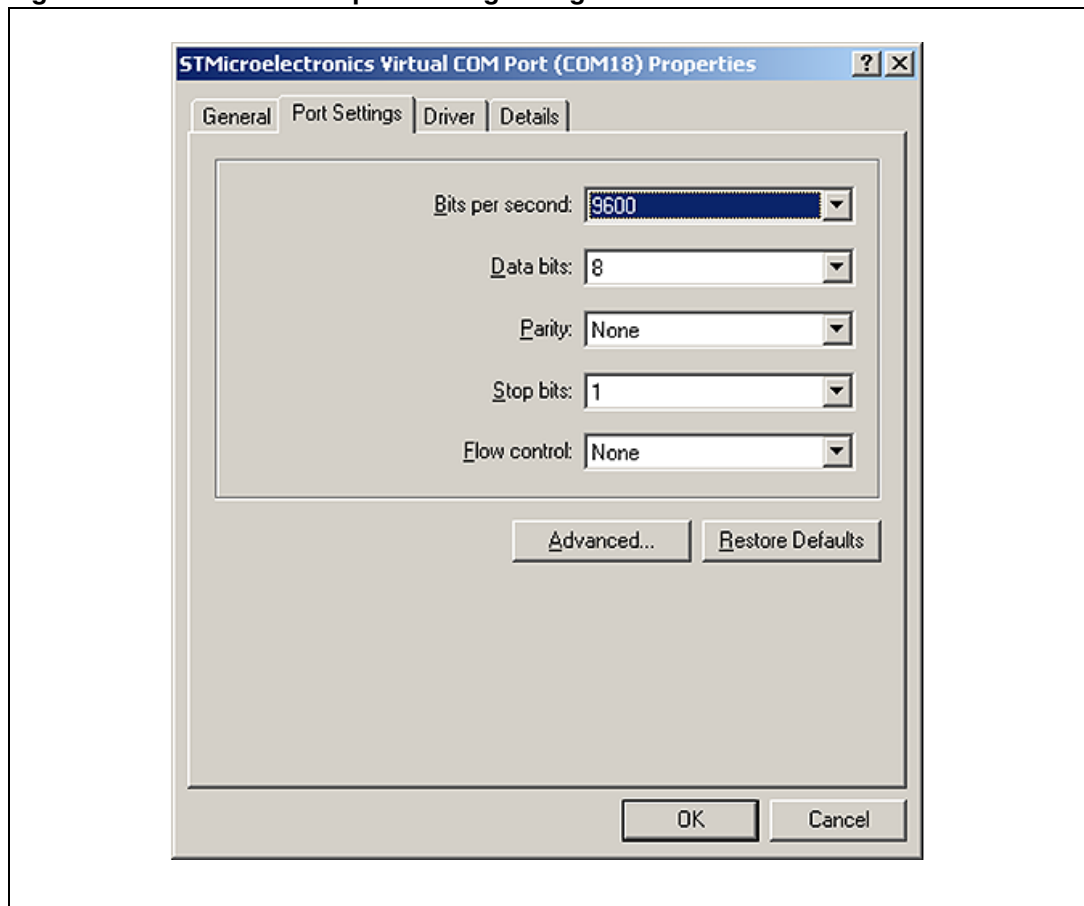 STMicroelectronics Virtual COM Port (COM18) Properties
General Port Settings Driver Details
Bits per second: 9600
Data bits: 8
Parity: None
Stop bits: 1
Flow control: None
Advanced... Restore Defaults
OK Cancel